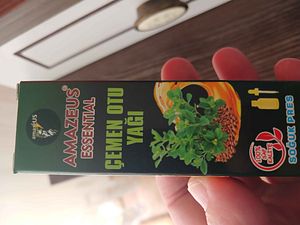 AMAZEUS®
ESSENTIAL
ÇEMEN OTU
YAĞI
SOĞUK PRES